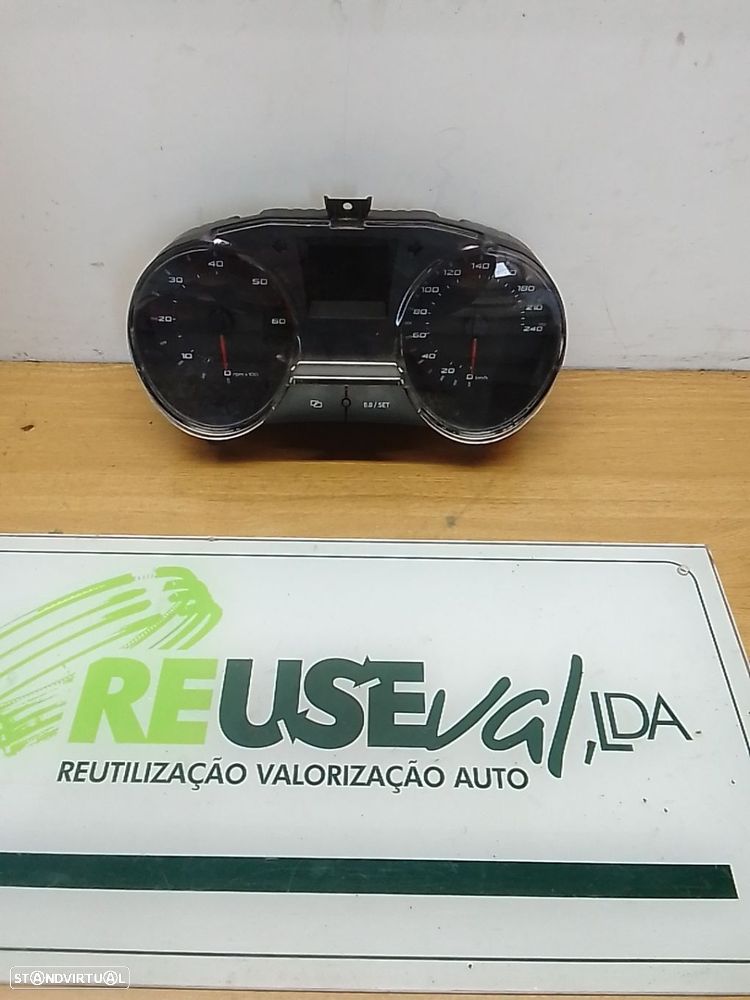 40
30 50
20 60
10
0 rpm x 100
120 140 160
100 180
80 210
60 240
40
20 0 km/h
0.0 / SET
REUSEval, LDA
REUTILIZAÇÃO VALORIZAÇÃO AUTO
STANDVIRTUAL